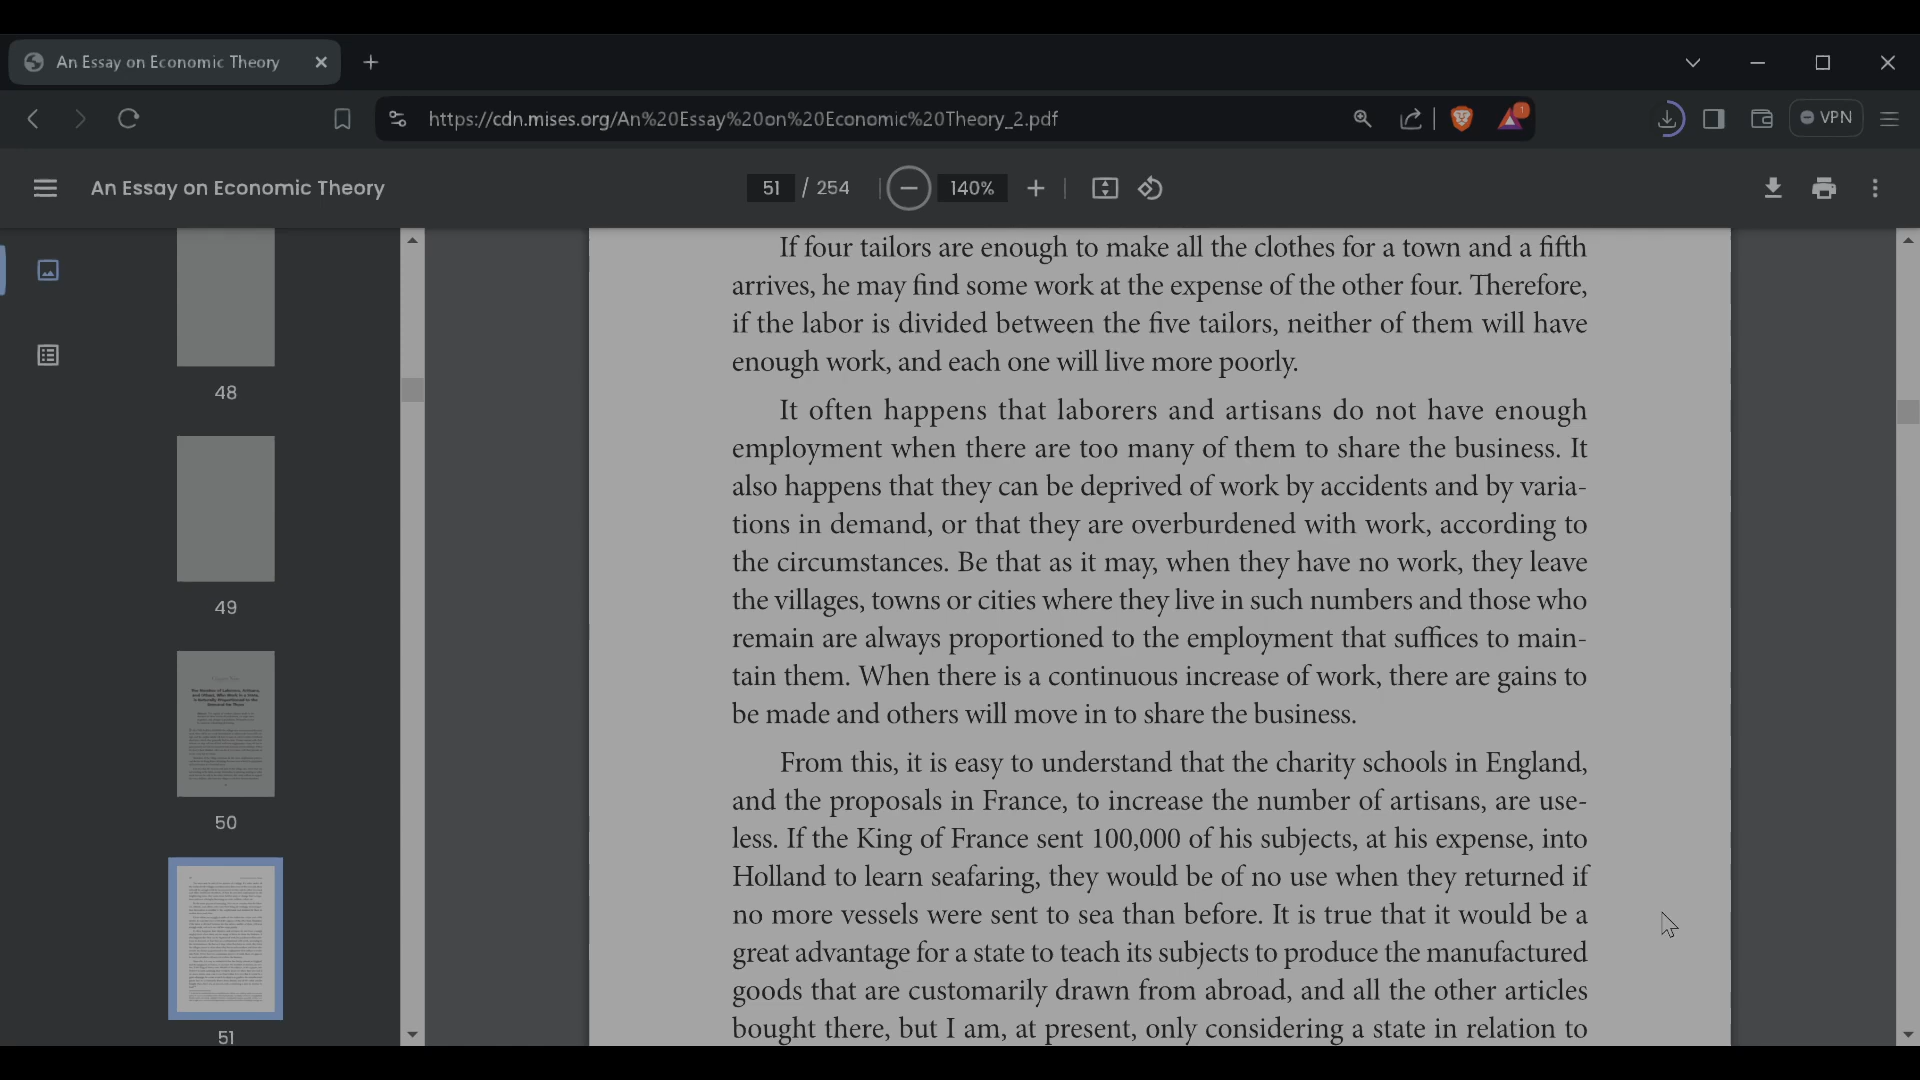 An Essay on Economic Theory
https://cdn.mises.org/An%20Essay%20on%20Economic%20Theory_2.pdf
1
VPN
An Essay on Economic Theory
51 / 254
140%
48
49
50
51
If four tailors are enough to make all the clothes for a town and a fifth
arrives, he may find some work at the expense of the other four. Therefore,
if the labor is divided between the five tailors, neither of them will have
enough work, and each one will live more poorly.
It often happens that laborers and artisans do not have enough
employment when there are too many of them to share the business. It
also happens that they can be deprived of work by accidents and by varia-
tions in demand, or that they are overburdened with work, according to
the circumstances. Be that as it may, when they have no work, they leave
the villages, towns or cities where they live in such numbers and those who
remain are always proportioned to the employment that suffices to main-
tain them. When there is a continuous increase of work, there are gains to
be made and others will move in to share the business.
From this, it is easy to understand that the charity schools in England,
and the proposals in France, to increase the number of artisans, are use-
less. If the King of France sent 100,000 of his subjects, at his expense, into
Holland to learn seafaring, they would be of no use when they returned if
no more vessels were sent to sea than before. It is true that it would be a
great advantage for a state to teach its subjects to produce the manufactured
goods that are customarily drawn from abroad, and all the other articles
bought there, but I am, at present, only considering a state in relation to